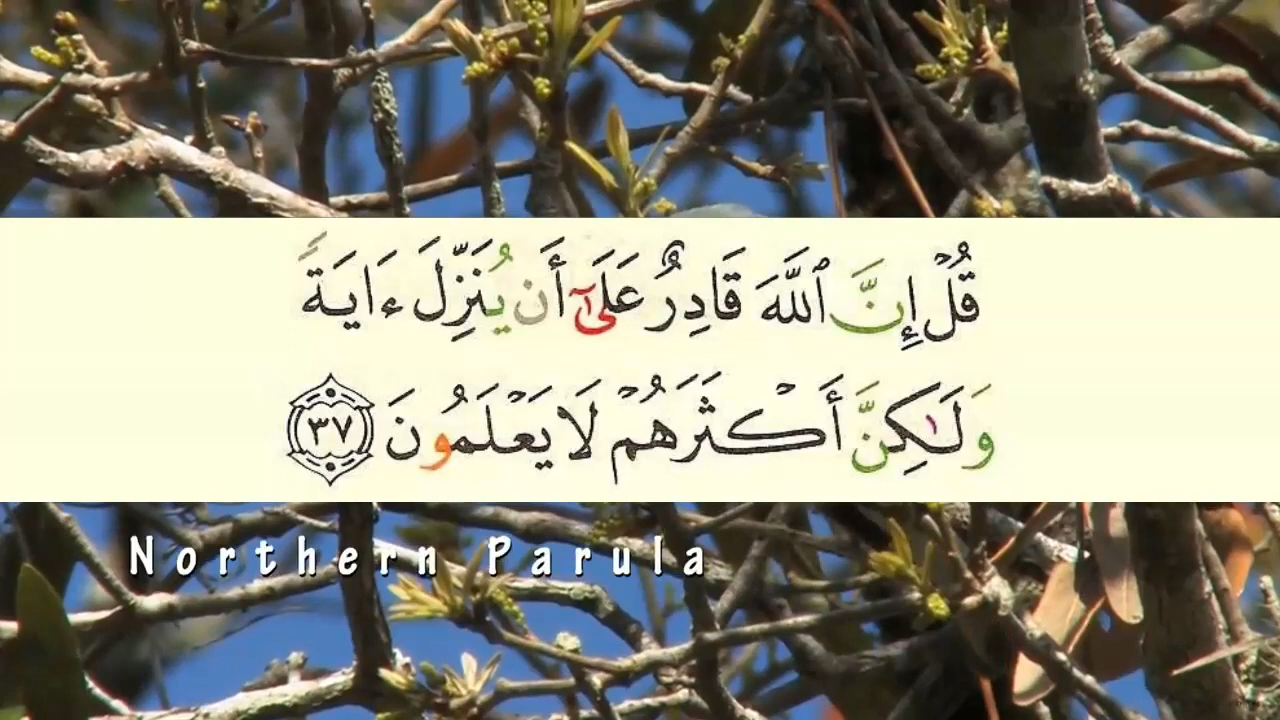 قُلْ إِنَّ ٱللَّهَ قَادِرٌ عَلَىٰٓ أَن يُنَزِّلَ ءَايَةً
وَلَـٰكِنَّ أَكْثَرَهُمْ لَا يَعْلَمُونَ ٣٧
Northern Parula